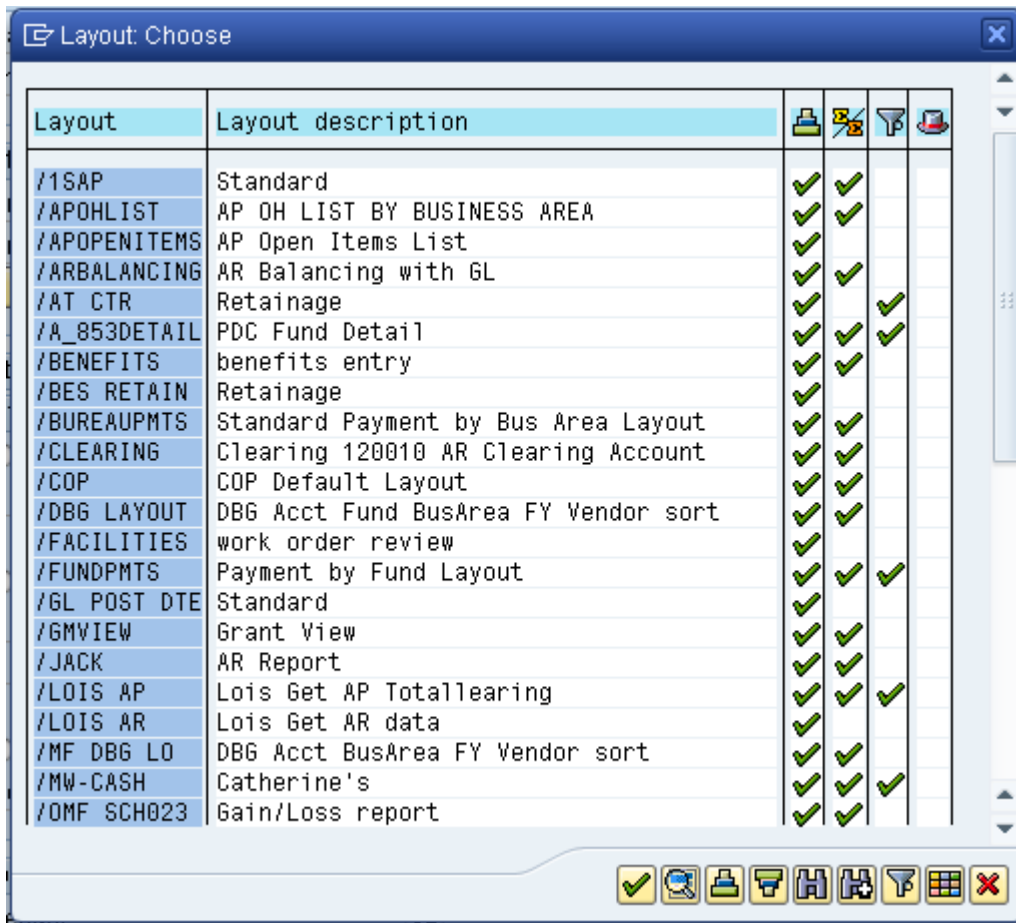 Layout: Choose
Layout Layout description
/1SAP Standard
/APOHLIST AP OH LIST BY BUSINESS AREA
/APOPENITEMS AP Open Items List
/ARBALANCING AR Balancing with GL
/AT CTR Retainage
/A_853DETAIL PDC Fund Detail
/BENEFITS benefits entry
/BES RETAIN Retainage
/BUREAUPMTS Standard Payment by Bus Area Layout
/CLEARING Clearing 120010 AR Clearing Account
/COP COP Default Layout
/DBG LAYOUT DBG Acct Fund BusArea FY Vendor sort
/FACILITIES work order review
/FUNDPMTS Payment by Fund Layout
/GL POST DTE Standard
/GMVIEW Grant View
/JACK AR Report
/LOIS AP Lois Get AP Totallearing
/LOIS AR Lois Get AR data
/MF DBG LO DBG Acct BusArea FY Vendor sort
/MW-CASH Catherine's
/OMF SCH023 Gain/Loss report